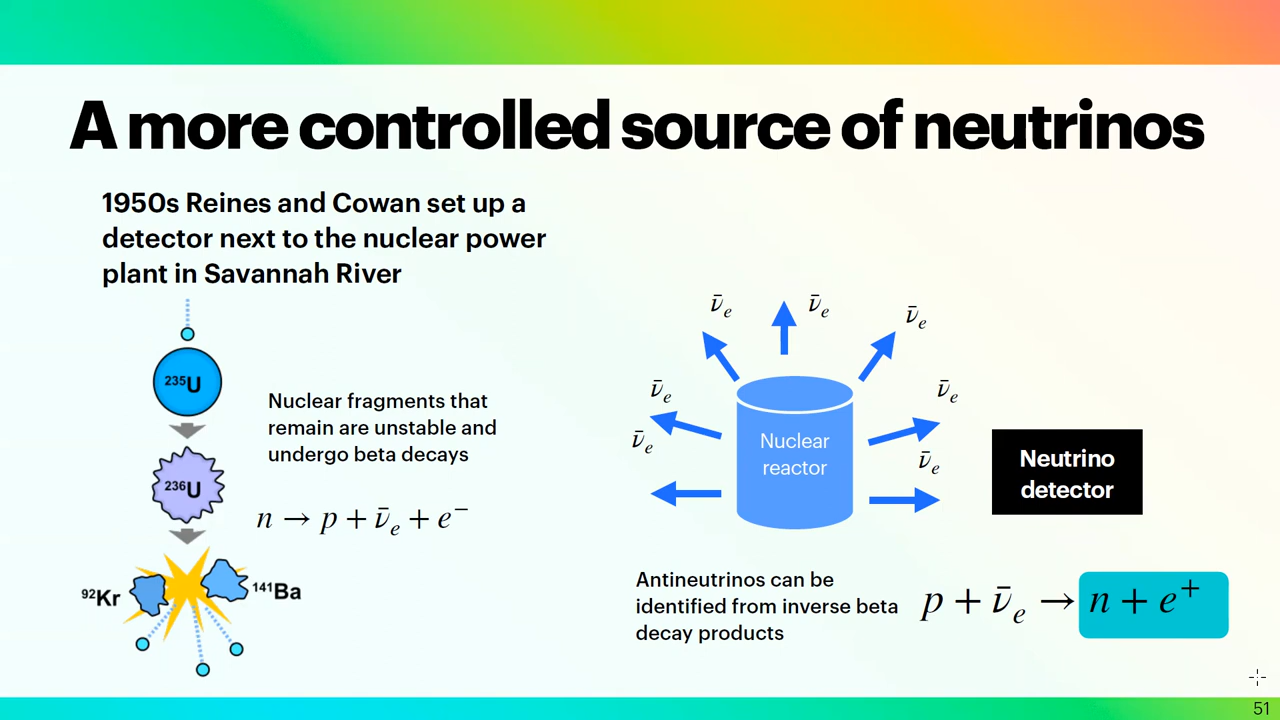 A more controlled source of neutrinos
1950s Reines and Cowan set up a
detector next to the nuclear power
plant in Savannah River
²³⁵U
Nuclear fragments that
remain are unstable and
undergo beta decays
²³⁶U
n → p + ν̄ₑ + e⁻
⁹²Kr
¹⁴¹Ba
ν̄ₑ
ν̄ₑ
ν̄ₑ
ν̄ₑ
ν̄ₑ
ν̄ₑ
ν̄ₑ
Nuclear
reactor
Neutrino
detector
Antineutrinos can be
identified from inverse beta
decay products
p + ν̄ₑ → n + e⁺
51